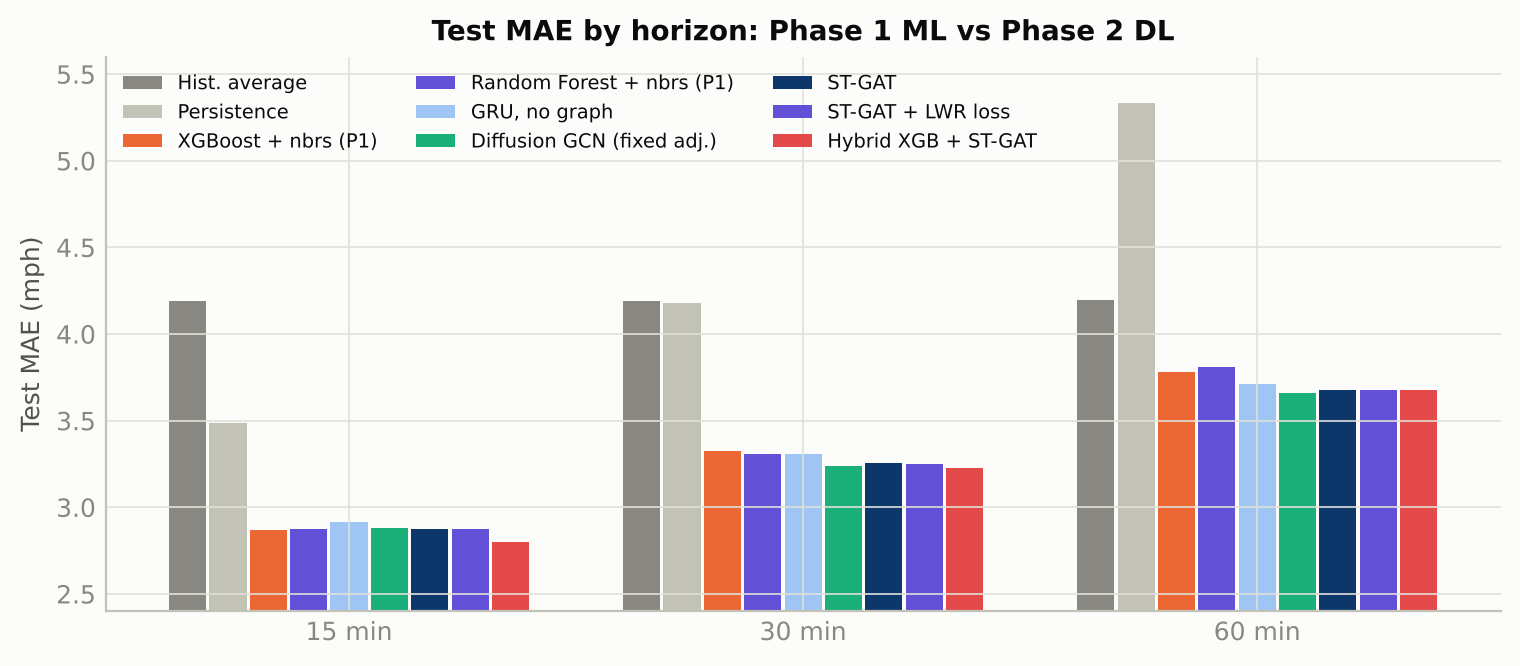 Test MAE by horizon: Phase 1 ML vs Phase 2 DL
Test MAE (mph)
5.5
5.0
4.5
4.0
3.5
3.0
2.5
Hist. average
Persistence
XGBoost + nbrs (P1)
Random Forest + nbrs (P1)
GRU, no graph
Diffusion GCN (fixed adj.)
ST-GAT
ST-GAT + LWR loss
Hybrid XGB + ST-GAT
15 min
30 min
60 min